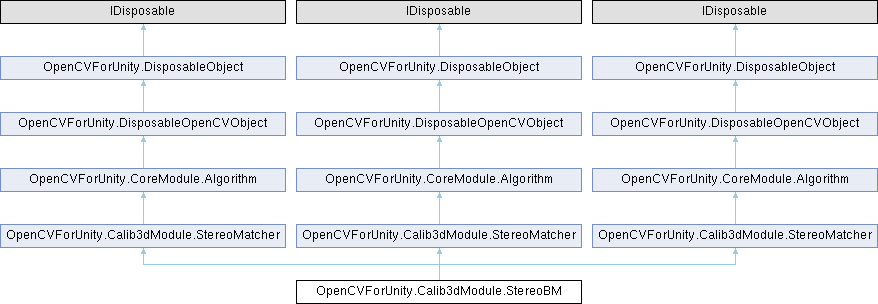 IDisposable IDisposable IDisposable
OpenCVForUnity.DisposableObject OpenCVForUnity.DisposableObject OpenCVForUnity.DisposableObject
OpenCVForUnity.DisposableOpenCVObject OpenCVForUnity.DisposableOpenCVObject OpenCVForUnity.DisposableOpenCVObject
OpenCVForUnity.CoreModule.Algorithm OpenCVForUnity.CoreModule.Algorithm OpenCVForUnity.CoreModule.Algorithm
OpenCVForUnity.Calib3dModule.StereoMatcher OpenCVForUnity.Calib3dModule.StereoMatcher OpenCVForUnity.Calib3dModule.StereoMatcher
OpenCVForUnity.Calib3dModule.StereoBM